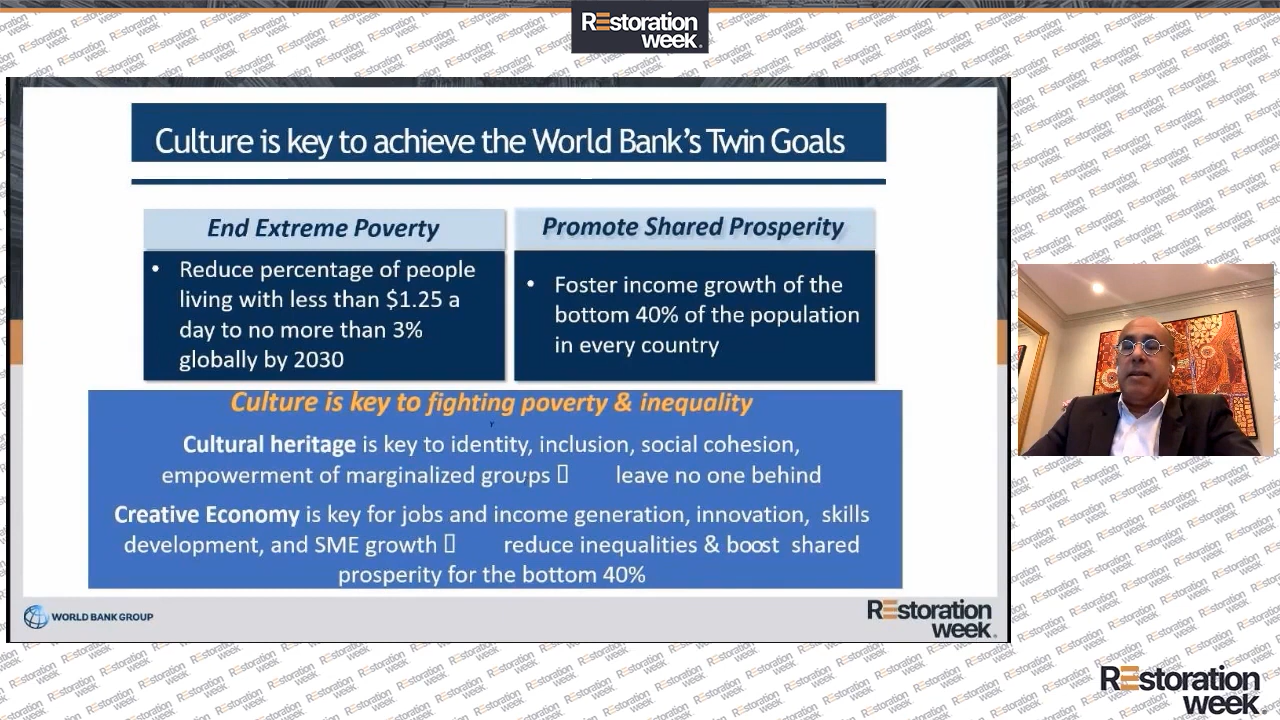 REstoration
week.
Culture is key to achieve the World Bank's Twin Goals
End Extreme Poverty
• Reduce percentage of people
living with less than $1.25 a
day to no more than 3%
globally by 2030
Promote Shared Prosperity
• Foster income growth of the
bottom 40% of the population
in every country
Culture is key to fighting poverty & inequality
Cultural heritage is key to identity, inclusion, social cohesion,
empowerment of marginalized groups ▯ leave no one behind
Creative Economy is key for jobs and income generation, innovation, skills
development, and SME growth ▯ reduce inequalities & boost shared
prosperity for the bottom 40%
WORLD BANK GROUP
REstoration
week.
REstoration
week.